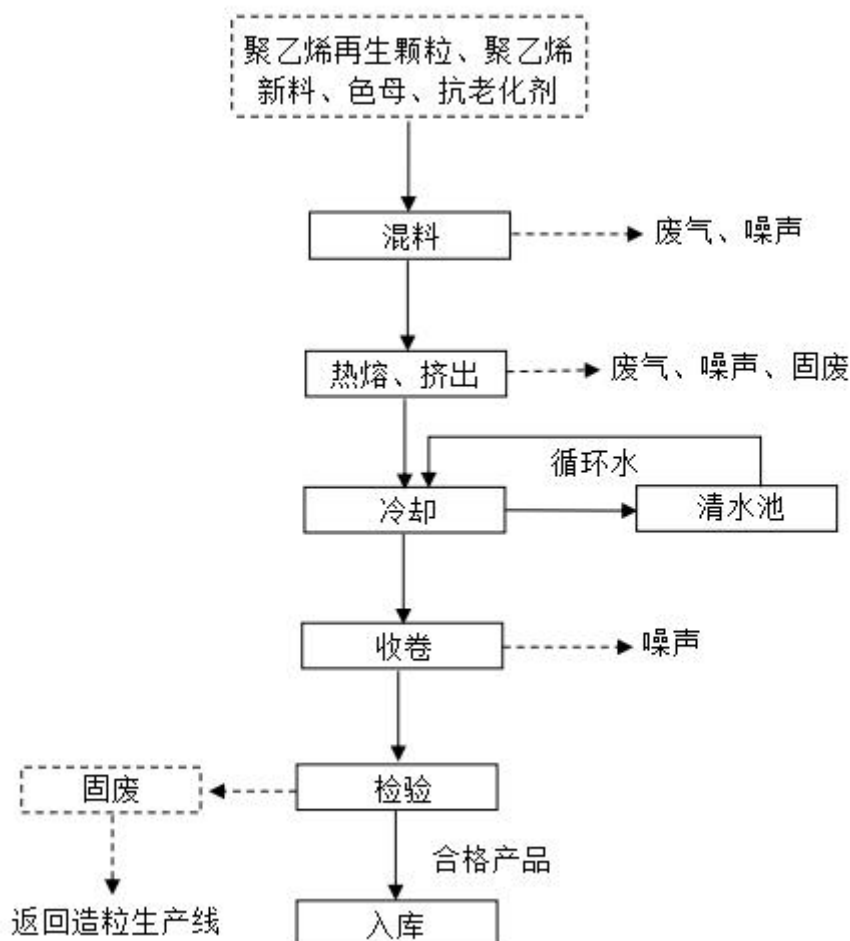 聚乙烯再生颗粒、聚乙烯
新料、色母、抗老化剂
混料
废气、噪声
热熔、挤出
废气、噪声、固废
循环水
冷却
清水池
收卷
噪声
固废
检验
合格产品
返回造粒生产线
入库